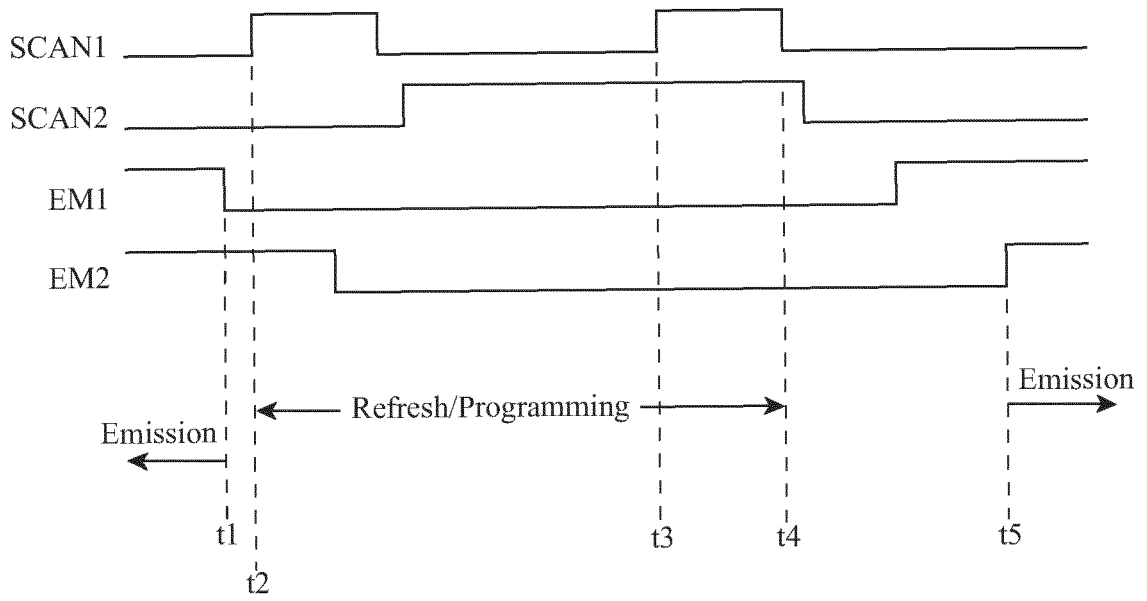 SCAN1
SCAN2
EM1
EM2
Emission
Refresh/Programming
Emission
t1
t2
t3
t4
t5